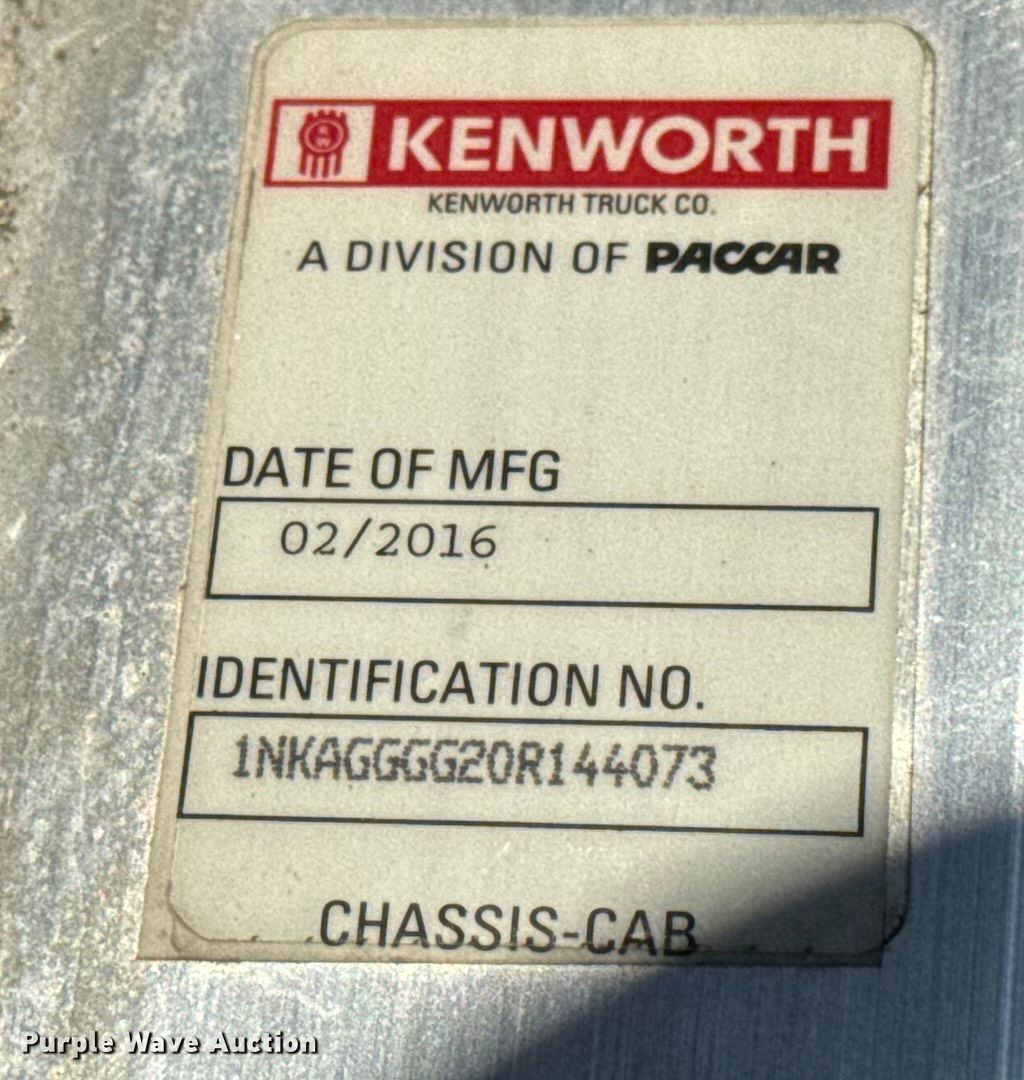 KENWORTH
KENWORTH TRUCK CO.
A DIVISION OF PACCAR
DATE OF MFG
02/2016
IDENTIFICATION NO.
1NKAGGGG20R144073
CHASSIS-CAB
Purple Wave Auction